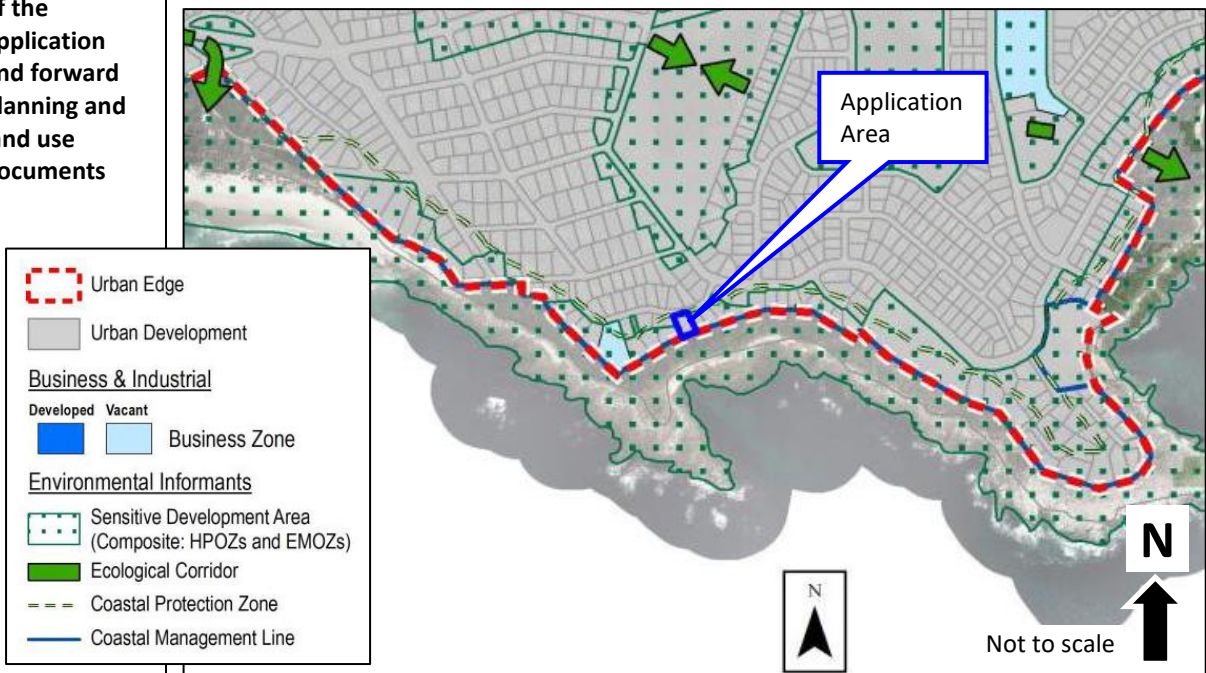 f the
pplication
nd forward
lanning and
and use
ocuments
Application
Area
Urban Edge
Urban Development
Business & Industrial
Developed Vacant
Business Zone
Environmental Informants
Sensitive Development Area
(Composite: HPOZs and EMOZs)
Ecological Corridor
Coastal Protection Zone
Coastal Management Line
N
N
Not to scale